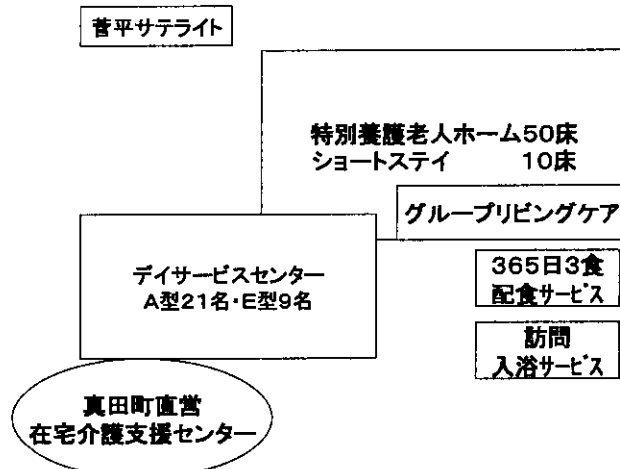 菅平サテライト
特別養護老人ホーム50床
ショートステイ 10床
グループリビングケア
デイサービスセンター
A型21名・E型9名
365日3食
配食サービス
訪問
入浴サービス
真田町直営
在宅介護支援センター